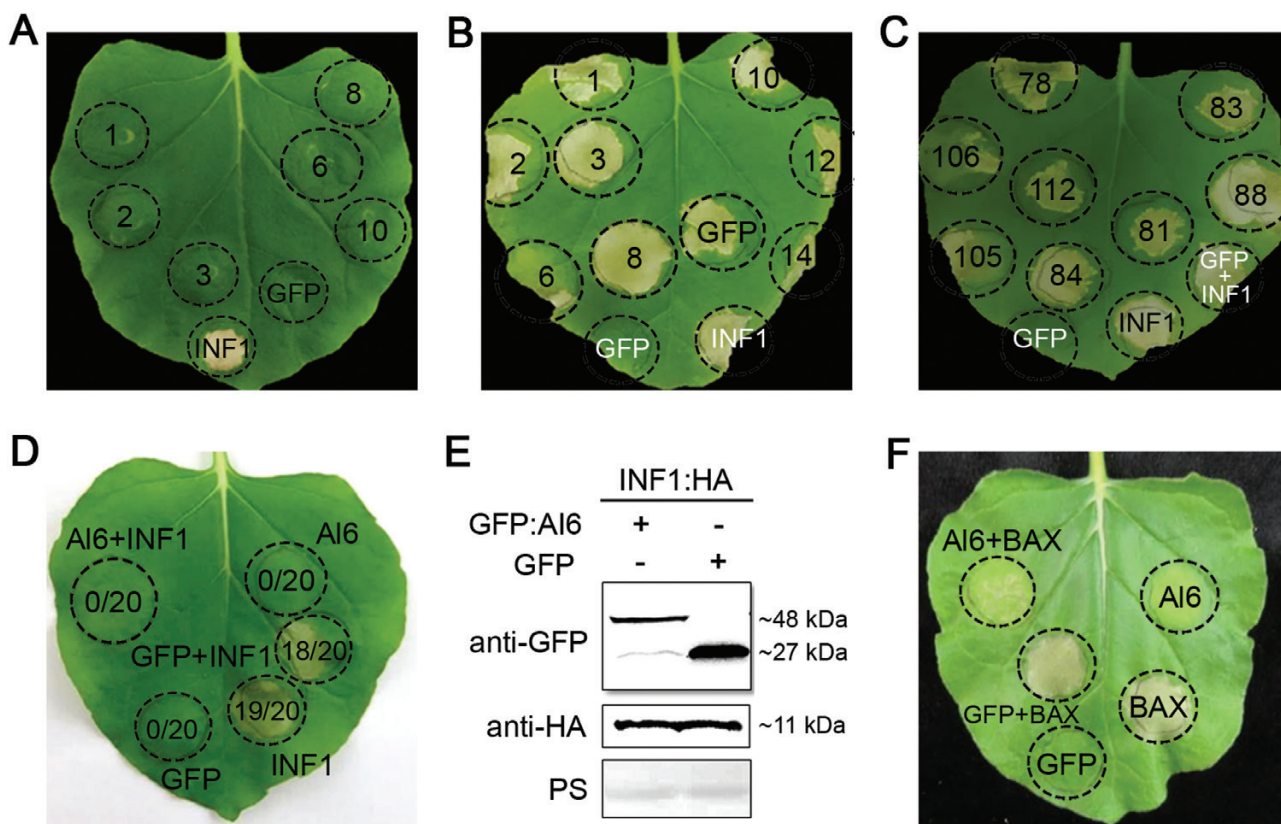 A
8
1
6
2
10
3
GFP
INF1
B
1
10
2
3
12
GFP
8
14
6
GFP
INF1
C
78
83
106
112
88
81
105
84
GFP
+
INF1
INF1
GFP
D
AI6+INF1
AI6
0/20
0/20
GFP+INF1
18/20
19/20
0/20
GFP
INF1
E
INF1:HA
GFP:AI6 + -
GFP - +
anti-GFP
~48 kDa
~27 kDa
anti-HA
~11 kDa
PS
F
AI6+BAX
AI6
GFP+BAX
BAX
GFP